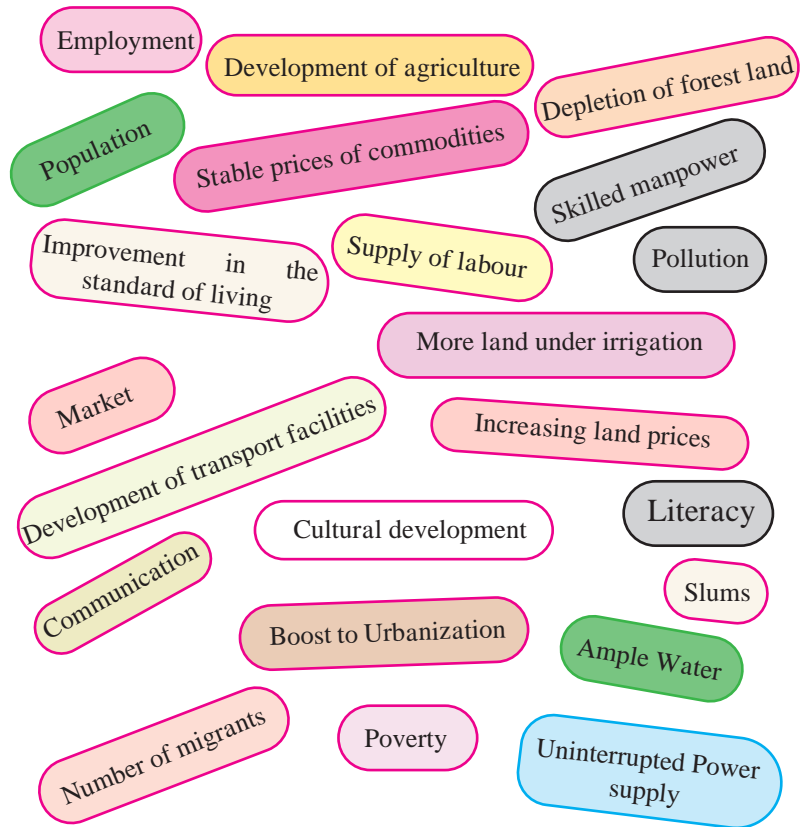 Employment
Development of agriculture
Depletion of forest land
Population
Stable prices of commodities
Skilled manpower
Improvement in the
standard of living
Supply of labour
Pollution
More land under irrigation
Market
Increasing land prices
Development of transport facilities
Literacy
Cultural development
Communication
Slums
Boost to Urbanization
Ample Water
Number of migrants
Poverty
Uninterrupted Power
supply